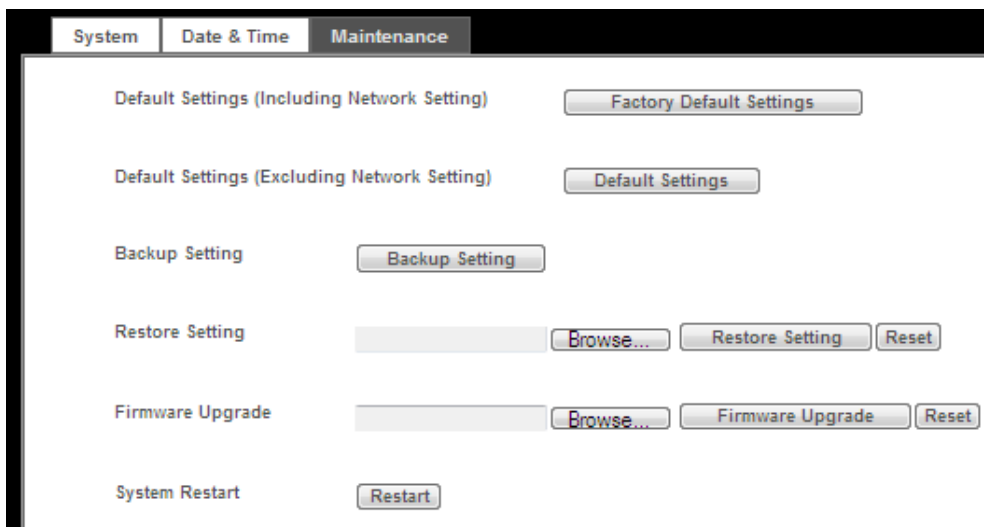 System Date & Time Maintenance
Default Settings (Including Network Setting) Factory Default Settings
Default Settings (Excluding Network Setting) Default Settings
Backup Setting Backup Setting
Restore Setting Browse... Restore Setting Reset
Firmware Upgrade Browse... Firmware Upgrade Reset
System Restart Restart